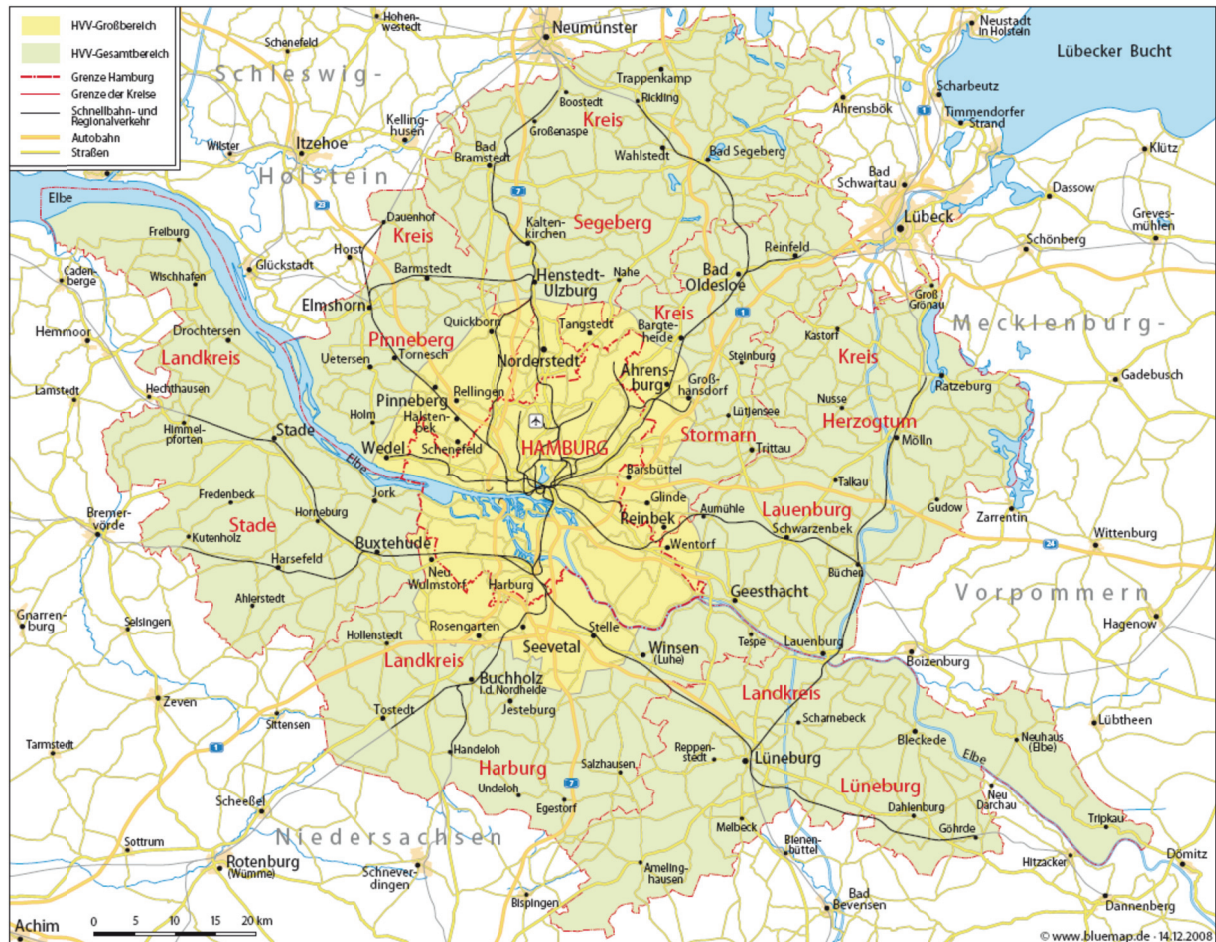 HVV-Großbereich
HVV-Gesamtbereich
Grenze Hamburg
Grenze der Kreise
Schnellbahn- und
Regionalverkehr
Autobahn
Straßen
Hohen-
westedt
Neumünster
Neustadt
in Holstein
Lübecker Bucht
Schenefeld
Schleswig-
Trappenkamp
Rickling
Boostedt
Kreis
Ahrensbök
Scharbeutz
Timmendorfer
Strand
1
Kelling-
husen
Großenaspe
Wilster
Itzehoe
Bad
Bramstedt
Wahlstedt
Bad Segeberg
Klütz
Holstein
Bad
Schwartau
Dassow
Elbe
7
23
Dauenhof
Kreis
Segeberg
Lübeck
Greves-
mühlen
Freiburg
Kalten-
kirchen
Schönberg
Horst
Reinfeld
Glückstadt
Barmstedt
Henstedt-
Ulzburg
Nahe
Bad
Oldesloe
Caden-
berge
Wischhafen
Groß
Grönau
Elmshorn
Kreis
1
Mecklenburg-
Hemmoor
Drochtersen
Quickborn
Tangstedt
Bargte-
heide
Kastorf
Landkreis
Pinneberg
Norderstedt
Steinburg
Kreis
Uetersen
Tornesch
Ahrens-
burg
Groß-
hansdorf
Ratzeburg
Gadebusch
Lamstedt
Hechthausen
Pinneberg
Rellingen
Nusse
Himmel-
pforten
Holm
Halsten-
bek
Lütjensee
Herzogtum
Stade
Schenefeld
HAMBURG
Stormarn
Mölln
Wedel
Trittau
Elbe
Barsbüttel
Talkau
Fredenbeck
Jork
Glinde
Gudow
Zarrentin
Bremer-
vörde
Horneburg
Reinbek
Aumühle
Lauenburg
Stade
Schwarzenbek
Wittenburg
Kutenholz
Buxtehude
Wentorf
24
Harsefeld
Neu
Wulmstorf
Harburg
Büchen
Ahlerstedt
Geesthacht
Vorpommern
Gnarren-
burg
Selsingen
Hagenow
Hollenstedt
Rosengarten
Stelle
Tespe
Lauenburg
Seevetal
Winsen
(Luhe)
Boizenburg
Landkreis
Buchholz
i.d. Nordheide
Landkreis
Zeven
Jesteburg
Sittensen
Tostedt
Scharnebeck
Lübtheen
Bleckede
Neuhaus
(Elbe)
Tarmstedt
1
Handeloh
Reppen-
stedt
Lüneburg
Elbe
Harburg
Salzhausen
7
Undeloh
Egestorf
Lüneburg
Neu
Darchau
Scheeßel
Dahlenburg
Melbeck
Göhrde
Tripkau
Niedersachsen
Sottrum
Bienen-
büttel
Hitzacker
Dömitz
Rotenburg
(Wümme)
Schnever-
dingen
Ameling-
hausen
Bispingen
Bad
Bevensen
Dannenberg
Achim
0 5 10 15 20 km
© www.bluemap.de · 14.12.2008